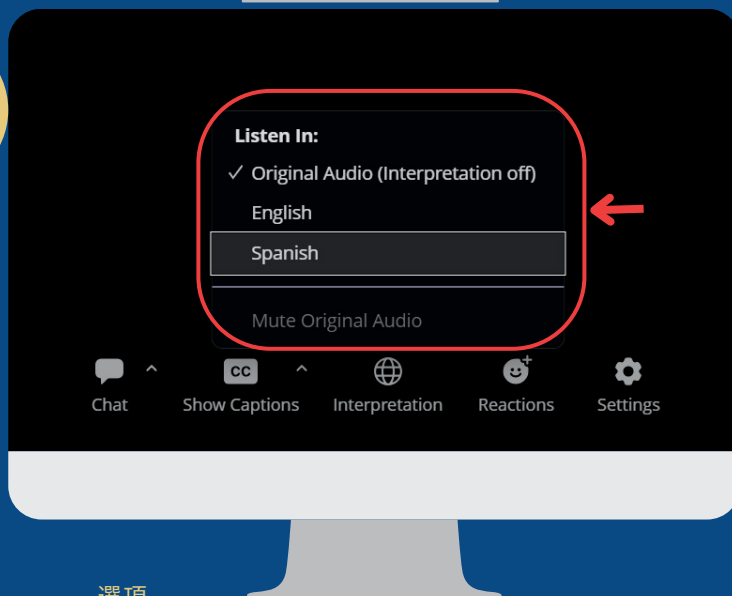 Listen In:
✓ Original Audio (Interpretation off)
English
Spanish
Mute Original Audio
CC
Chat Show Captions Interpretation Reactions Settings
選項